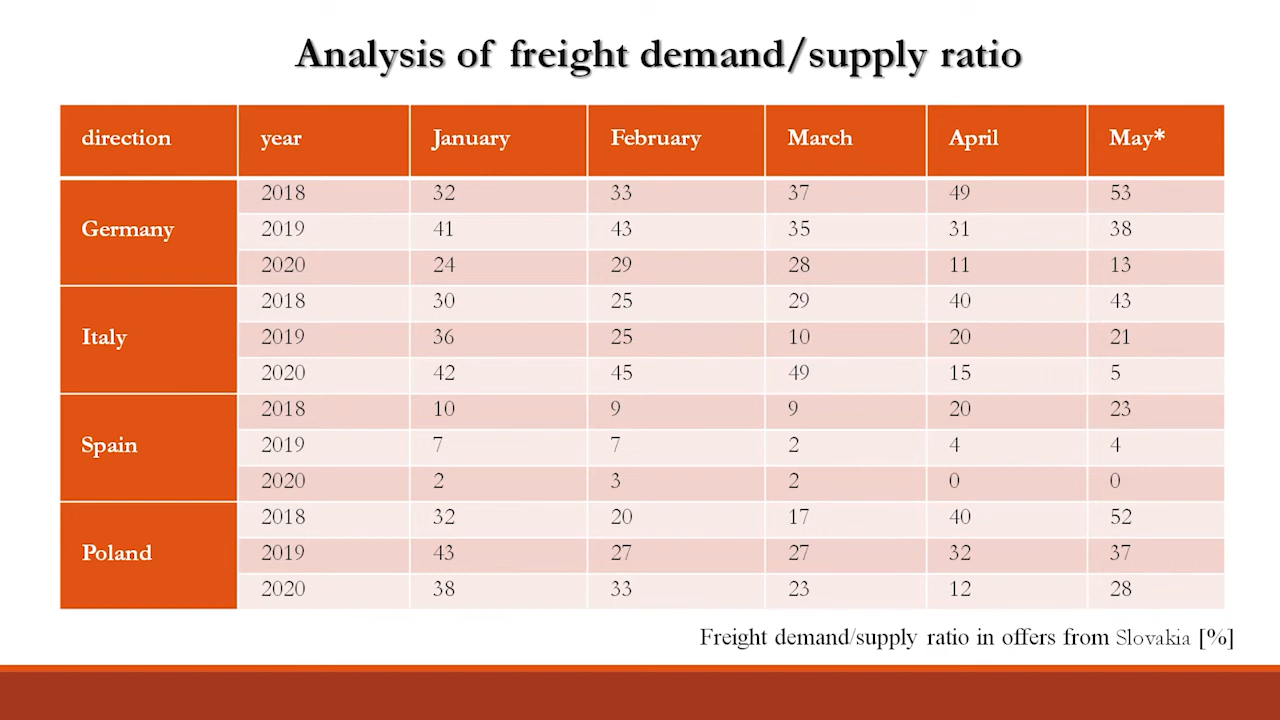 Analysis of freight demand/supply ratio
direction year January February March April May*
Germany
2018 32 33 37 49 53
2019 41 43 35 31 38
2020 24 29 28 11 13
Italy
2018 30 25 29 40 43
2019 36 25 10 20 21
2020 42 45 49 15 5
Spain
2018 10 9 9 20 23
2019 7 7 2 4 4
2020 2 3 2 0 0
Poland
2018 32 20 17 40 52
2019 43 27 27 32 37
2020 38 33 23 12 28
Freight demand/supply ratio in offers from Slovakia [%]